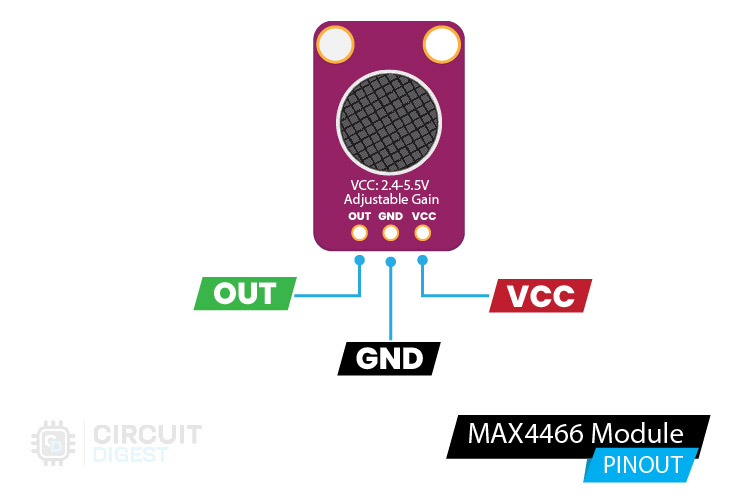 VCC: 2.4-5.5V
Adjustable Gain
OUT GND VCC
OUT
VCC
GND
CIRCUIT
DIGEST
MAX4466 Module
PINOUT